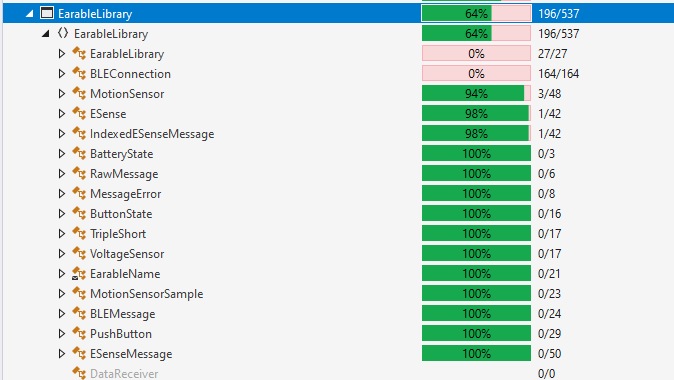 EarableLibrary 64% 196/537
EarableLibrary 64% 196/537
EarableLibrary 0% 27/27
BLEConnection 0% 164/164
MotionSensor 94% 3/48
ESense 98% 1/42
IndexedESenseMessage 98% 1/42
BatteryState 100% 0/3
RawMessage 100% 0/6
MessageError 100% 0/8
ButtonState 100% 0/16
TripleShort 100% 0/17
VoltageSensor 100% 0/17
EarableName 100% 0/21
MotionSensorSample 100% 0/23
BLEMessage 100% 0/24
PushButton 100% 0/29
ESenseMessage 100% 0/50
DataReceiver 0/0